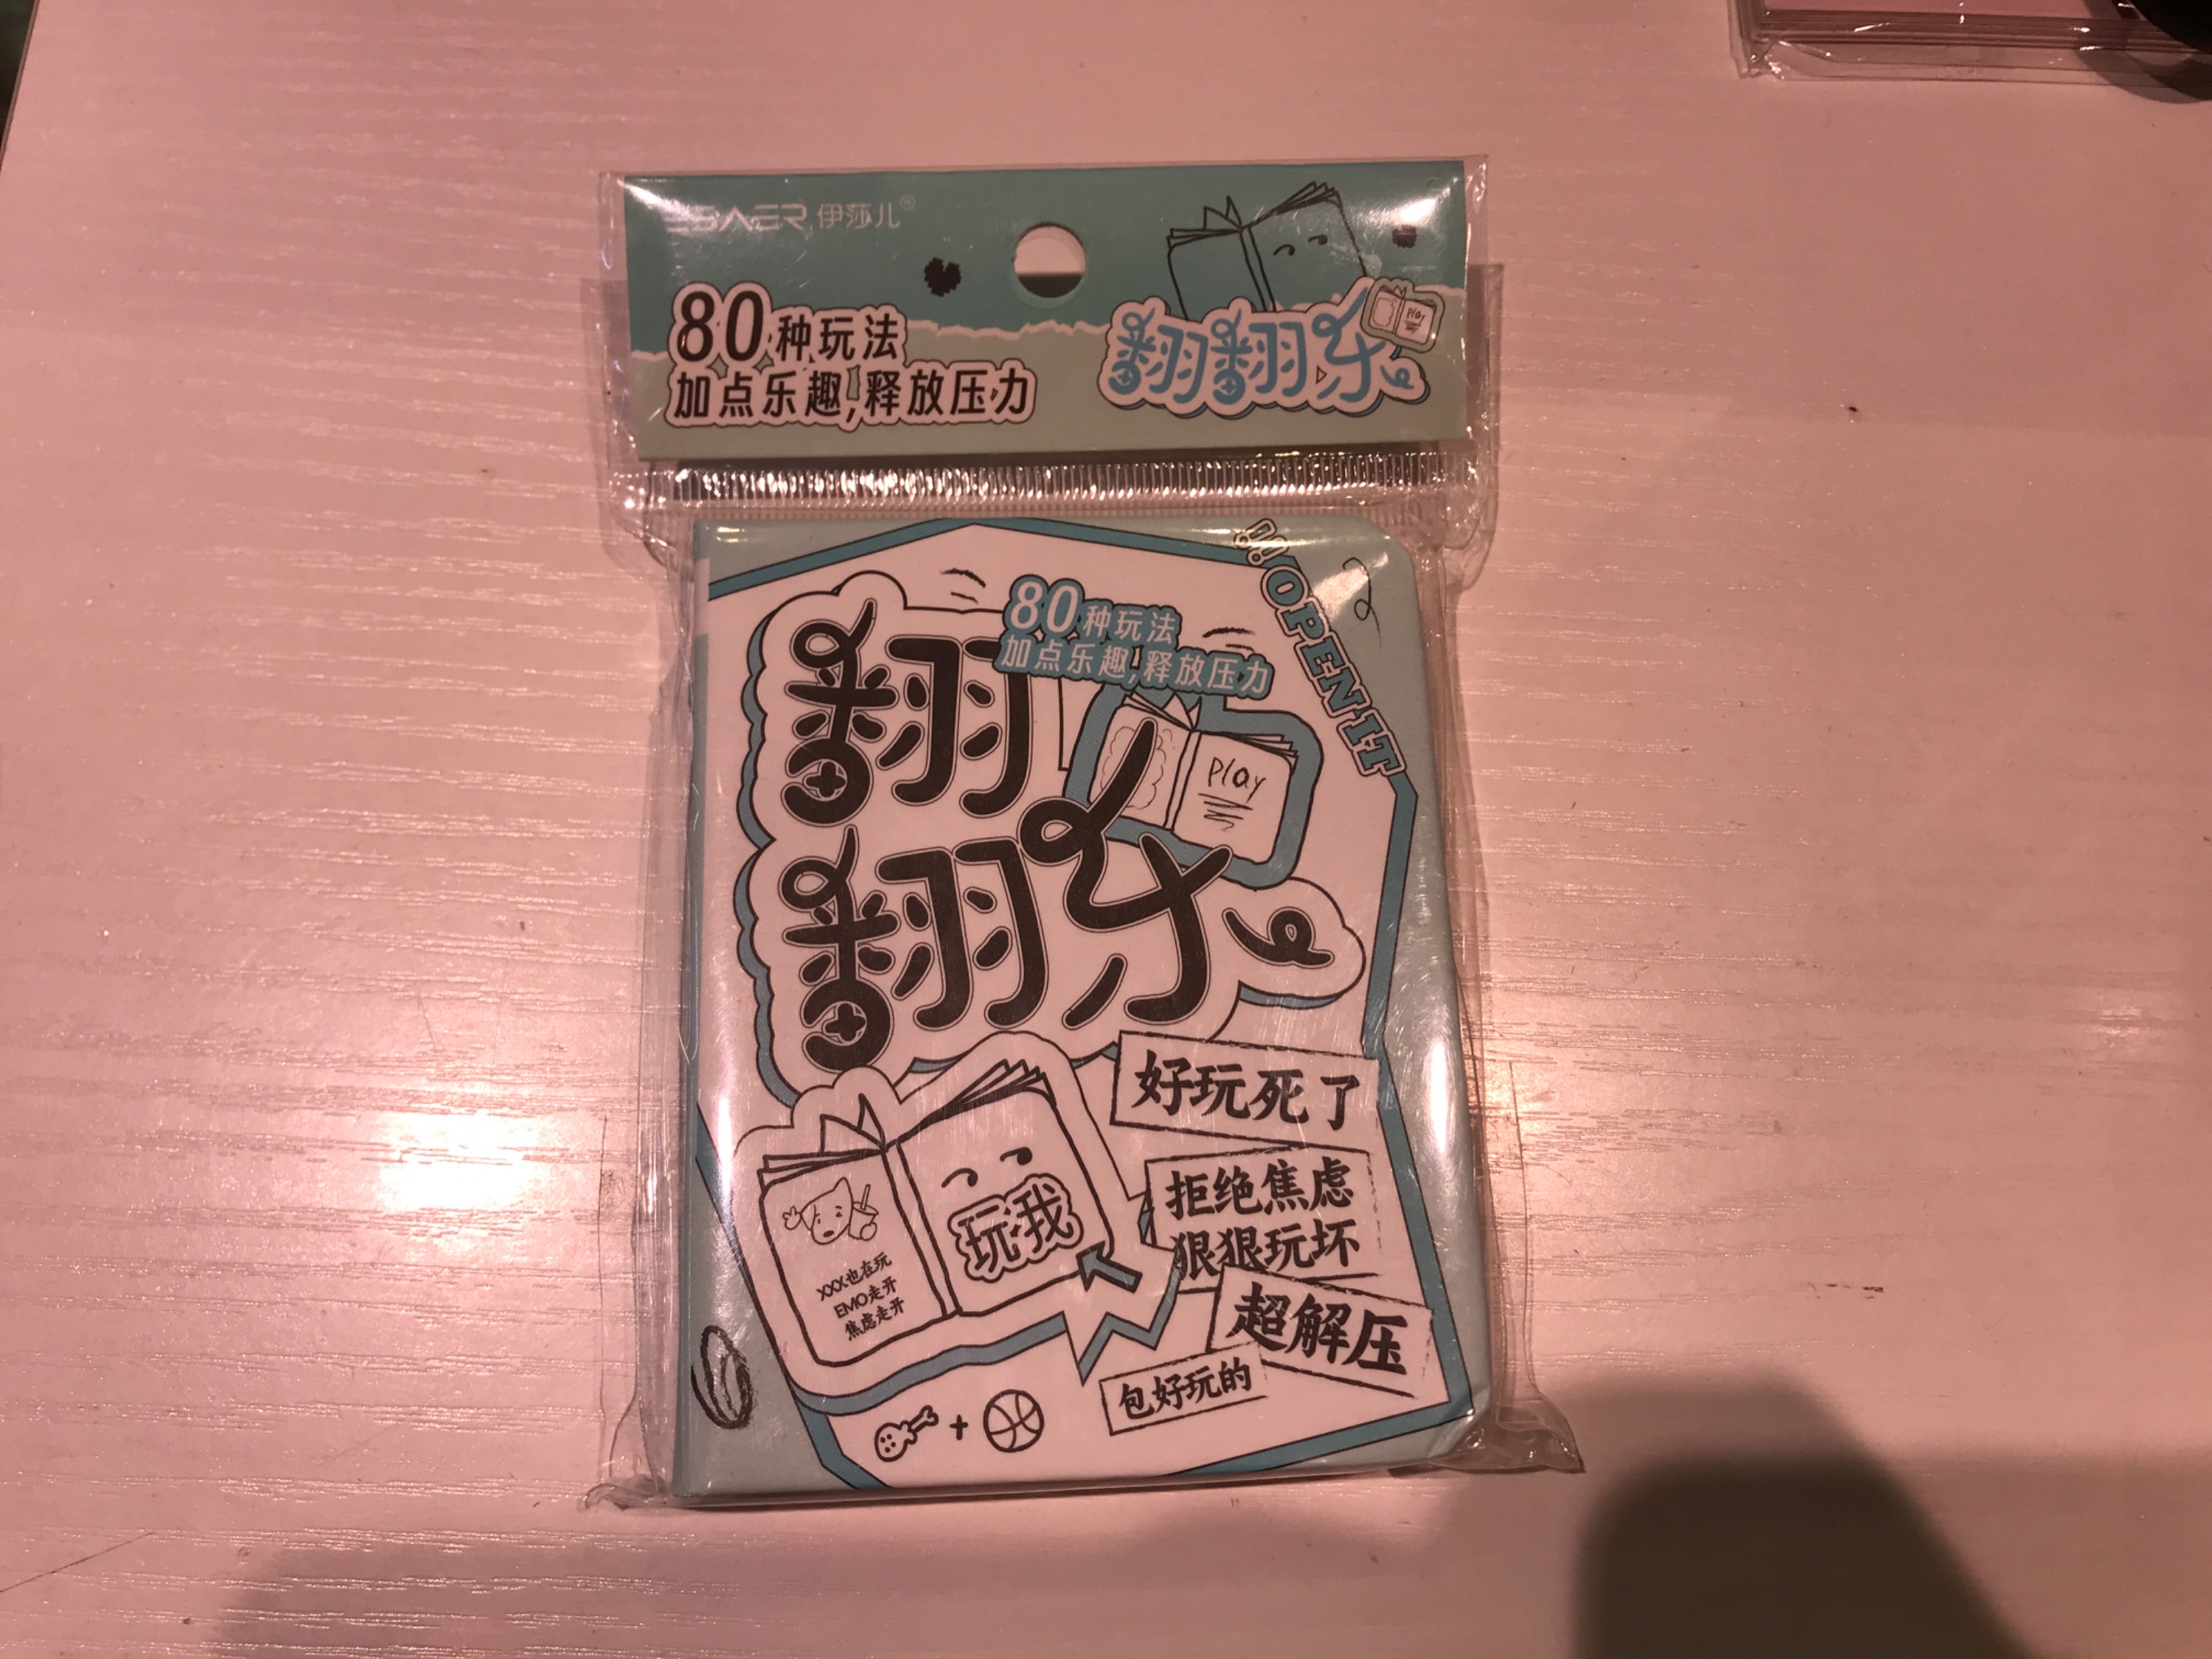 伊莎儿®
80种玩法
加点乐趣,释放压力
翻翻乐
play
!!!OPEN IT
80种玩法
加点乐趣,释放压力
翻
翻乐
play
好玩死了
拒绝焦虑
狠狠玩坏
超解压
包好玩的
玩我
XXX也在玩
EMO走开
焦虑走开